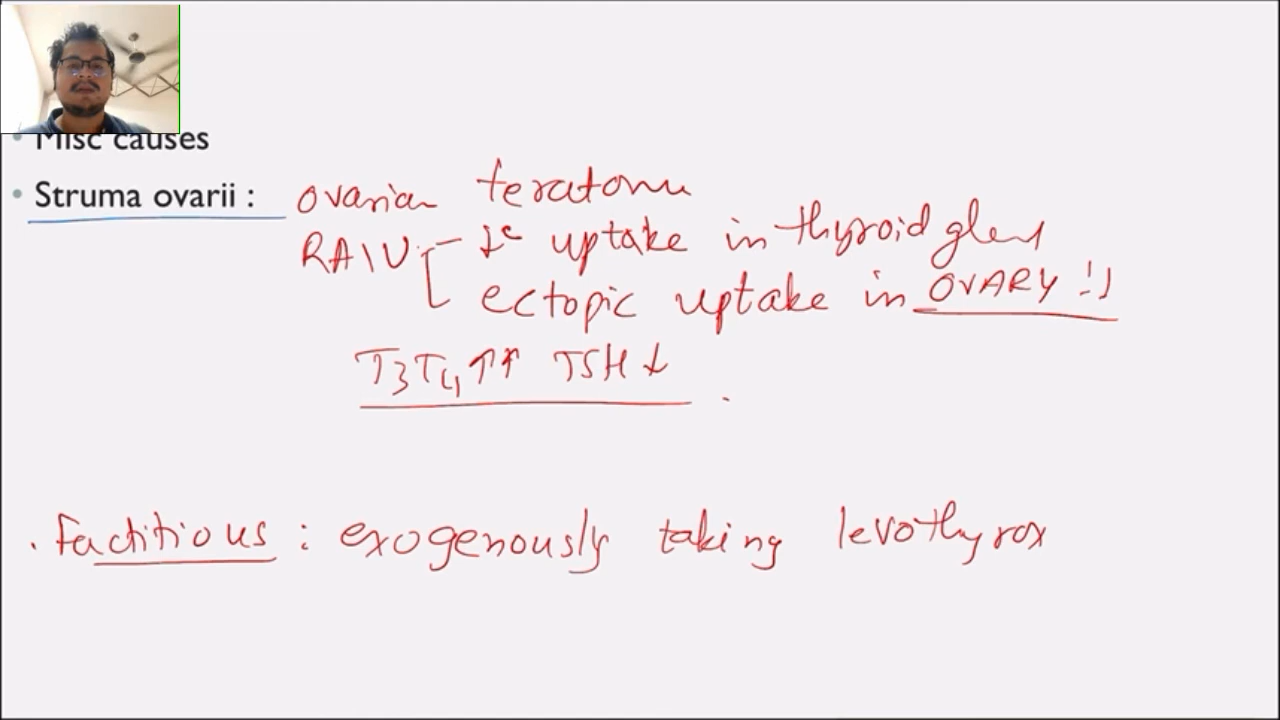 • Misc causes
• Struma ovarii : ovarian teratoma
RAIU - ↓e uptake in thyroid gland
ectopic uptake in OVARY !!
T3T4↑↑ TSH↓
. Factitious : exogenously taking levothyrox